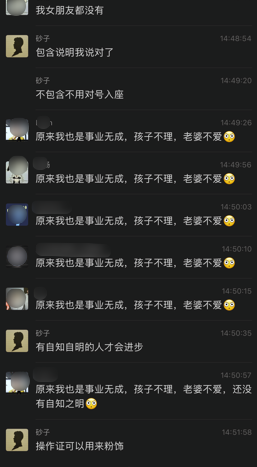 我女朋友都没有
砂子
14:48:54
包含说明我说对了
砂子
14:49:20
不包含不用对号入座
14:49:26
原来我也是事业无成，孩子不理，老婆不爱😳
14:49:56
原来我也是事业无成，孩子不理，老婆不爱😳
14:50:03
原来我也是事业无成，孩子不理，老婆不爱😳
14:50:10
原来我也是事业无成，孩子不理，老婆不爱😳
14:50:15
原来我也是事业无成，孩子不理，老婆不爱😳
砂子
14:50:35
有自知自明的人才会进步
14:50:57
原来我也是事业无成，孩子不理，老婆不爱，还没
有自知之明😳
砂子
14:51:58
操作证可以用来粉饰